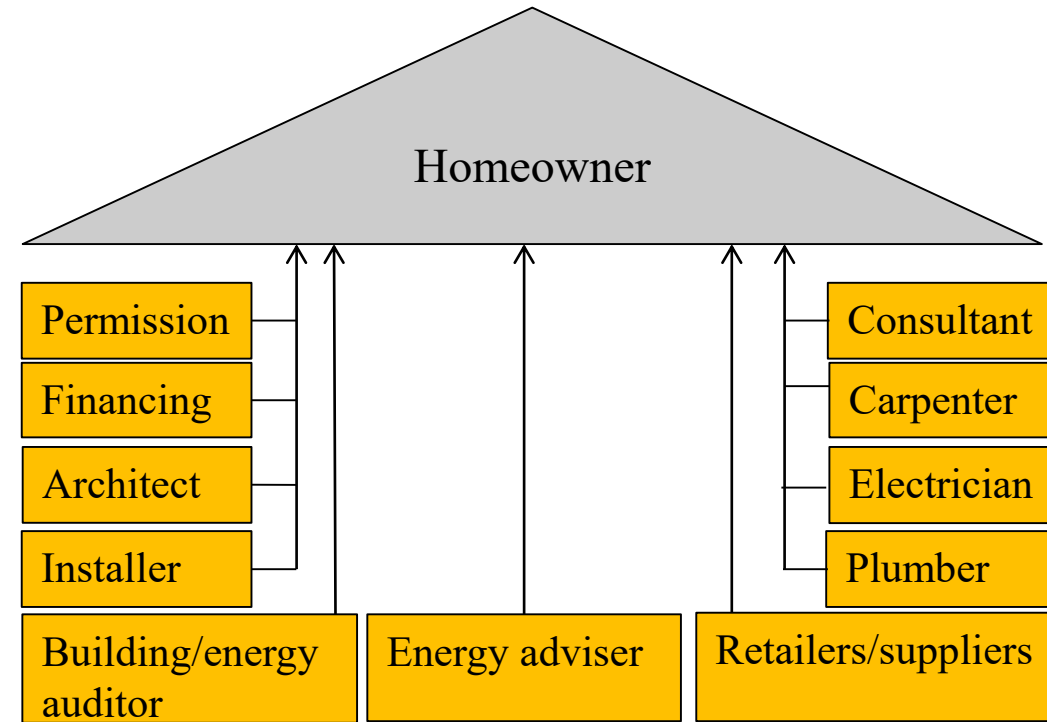 Homeowner
Permission
Financing
Architect
Installer
Consultant
Carpenter
Electrician
Plumber
Building/energy
auditor
Energy adviser
Retailers/suppliers